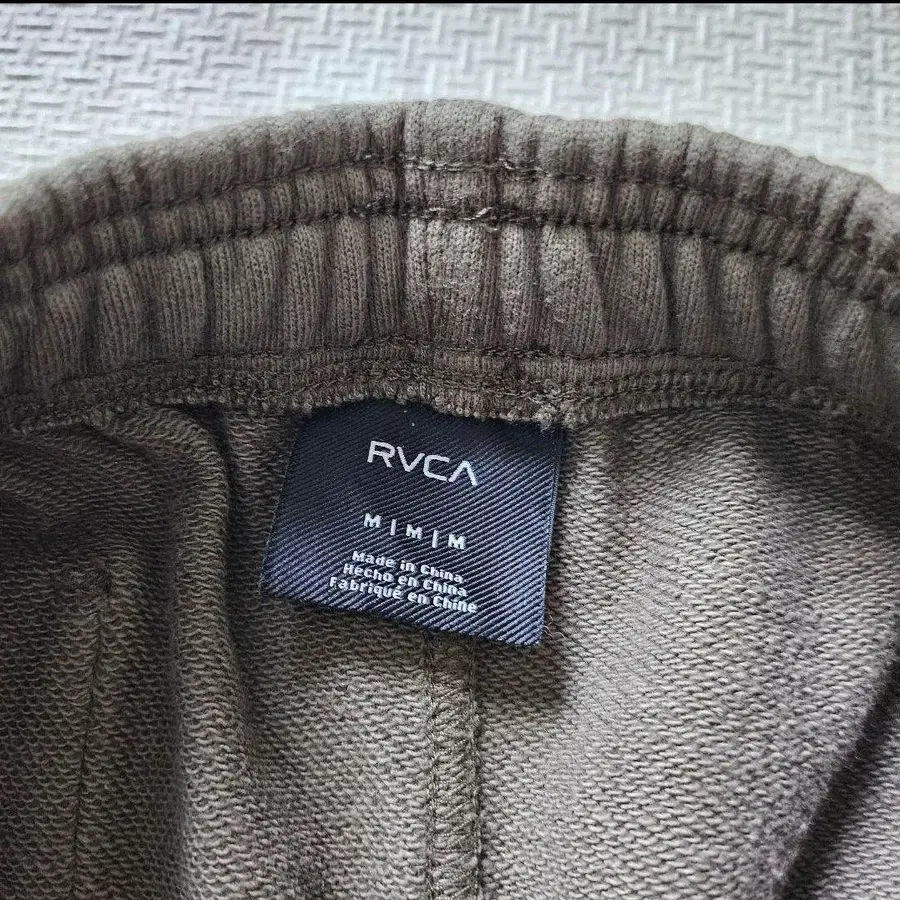 RVCA
M | M | M
Made in China
Hecho en China
Fabriqué en Chine